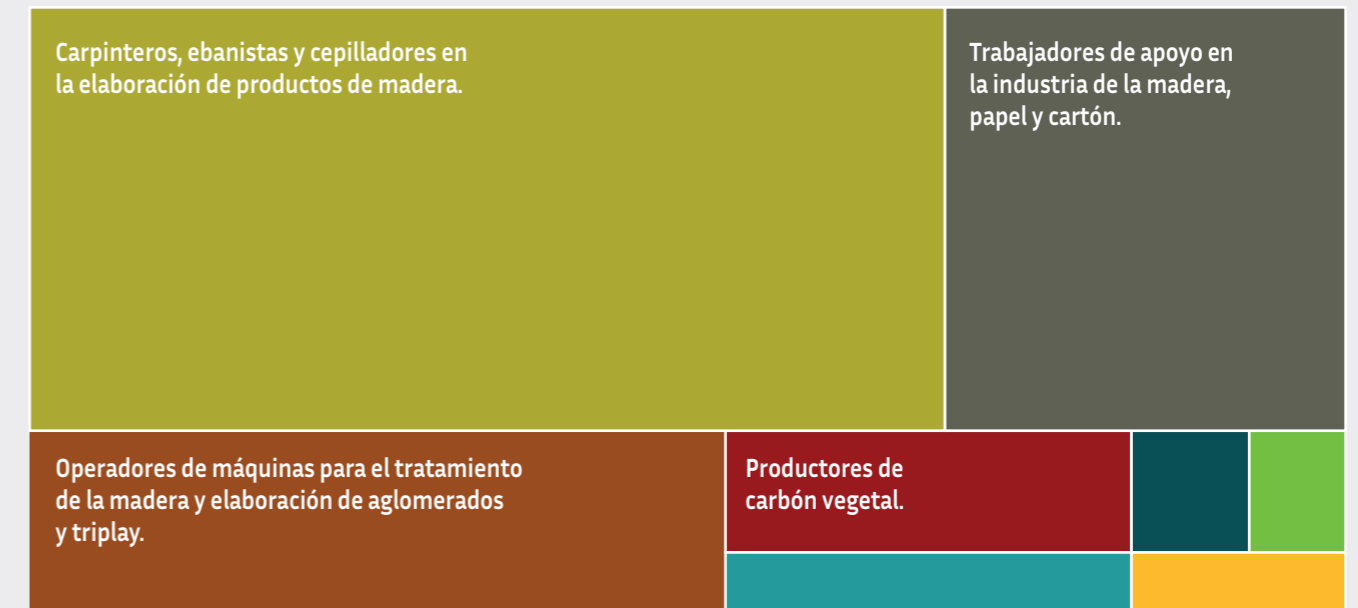 Carpinteros, ebanistas y cepilladores en
la elaboración de productos de madera.
Trabajadores de apoyo en
la industria de la madera,
papel y cartón.
Operadores de máquinas para el tratamiento
de la madera y elaboración de aglomerados
y triplay.
Productores de
carbón vegetal.